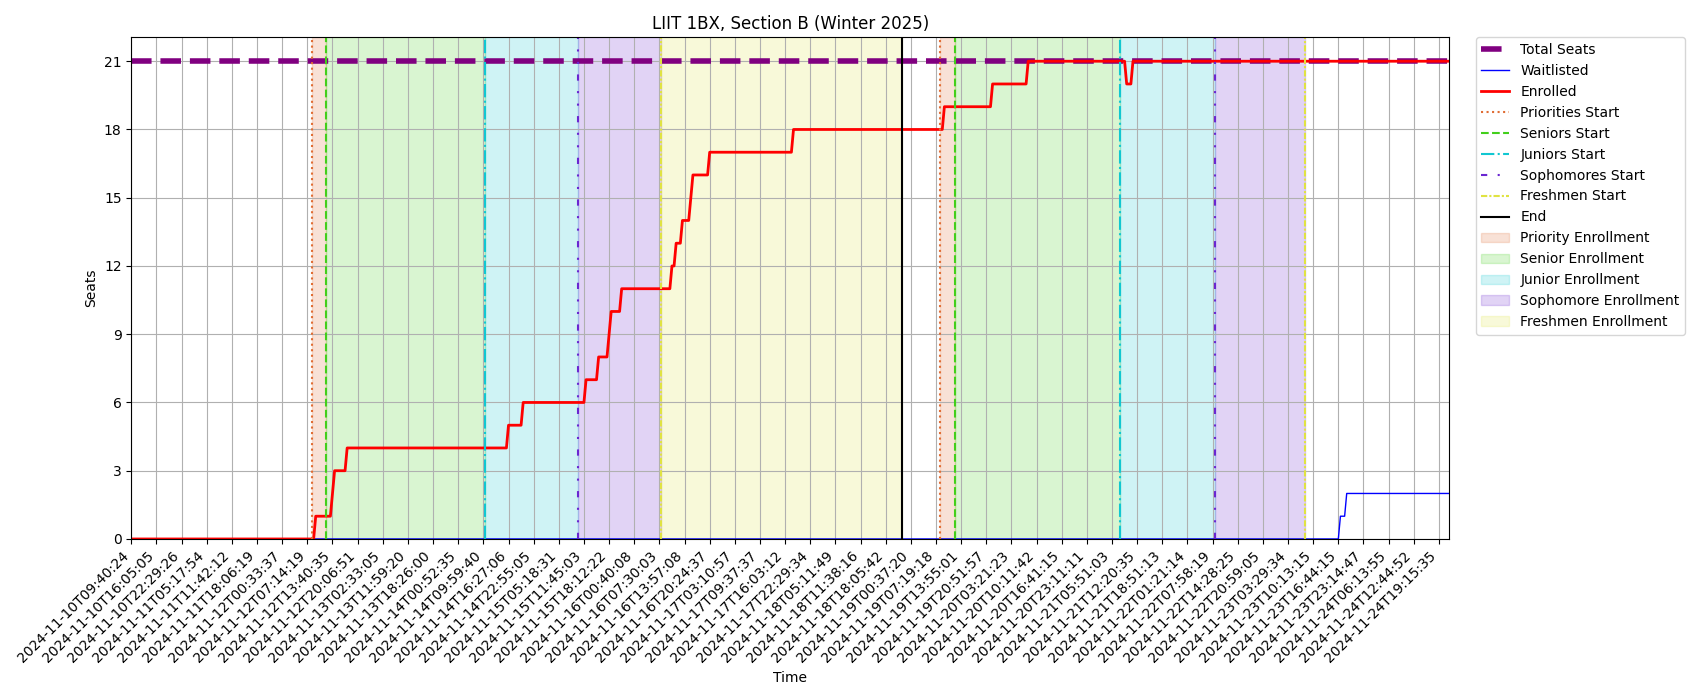 LIIT 1BX, Section B (Winter 2025)
Seats
21
18
15
12
9
6
3
0
2024-11-10T09:40:24
2024-11-10T16:05:05
2024-11-10T22:29:26
2024-11-11T05:17:54
2024-11-11T11:42:12
2024-11-11T18:06:19
2024-11-12T00:33:37
2024-11-12T07:14:19
2024-11-12T13:40:35
2024-11-12T20:06:51
2024-11-13T02:33:05
2024-11-13T11:59:20
2024-11-13T18:26:00
2024-11-14T00:52:35
2024-11-14T09:59:40
2024-11-14T16:27:06
2024-11-14T22:55:05
2024-11-15T05:18:31
2024-11-15T11:45:03
2024-11-15T18:12:22
2024-11-16T00:40:08
2024-11-16T07:30:03
2024-11-16T13:57:08
2024-11-16T20:24:37
2024-11-17T03:10:57
2024-11-17T09:37:37
2024-11-17T16:03:12
2024-11-17T22:29:34
2024-11-18T05:11:49
2024-11-18T11:38:16
2024-11-18T18:05:42
2024-11-19T00:37:20
2024-11-19T07:19:18
2024-11-19T13:55:01
2024-11-19T20:51:57
2024-11-20T03:21:23
2024-11-20T10:11:42
2024-11-20T16:41:15
2024-11-20T23:11:11
2024-11-21T05:51:03
2024-11-21T12:20:35
2024-11-21T18:51:13
2024-11-22T01:21:14
2024-11-22T07:58:19
2024-11-22T14:28:25
2024-11-22T20:59:05
2024-11-23T03:29:34
2024-11-23T10:13:15
2024-11-23T16:44:15
2024-11-23T23:14:47
2024-11-24T06:13:55
2024-11-24T12:44:52
2024-11-24T19:15:35
Time
Total Seats
Waitlisted
Enrolled
Priorities Start
Seniors Start
Juniors Start
Sophomores Start
Freshmen Start
End
Priority Enrollment
Senior Enrollment
Junior Enrollment
Sophomore Enrollment
Freshmen Enrollment